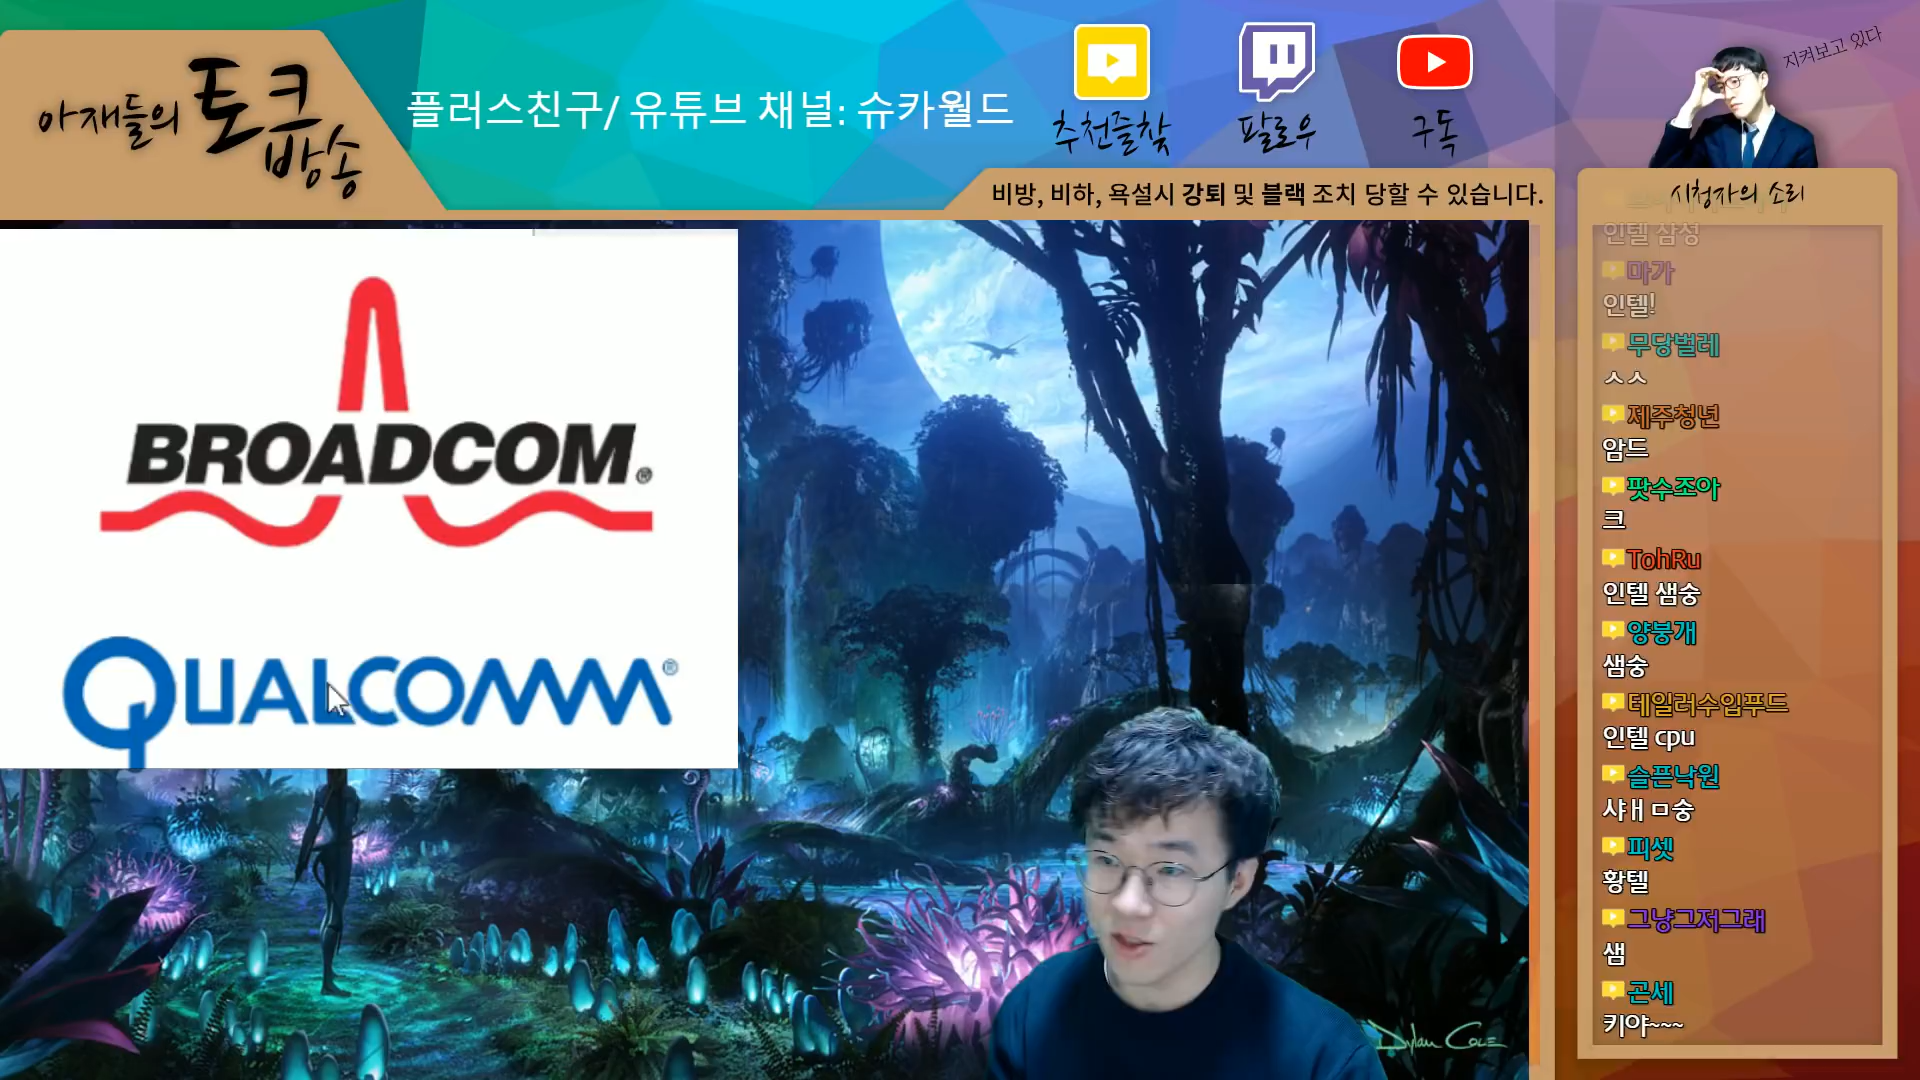 아재들의 토크
방송
플러스친구/ 유튜브 채널: 슈카월드
추천즐찾
팔로우
구독
지켜보고 있다
비방, 비하, 욕설시 강퇴 및 블랙 조치 당할 수 있습니다.
시청자의 소리
BROADCOM®
QUALCOMM®
Dylan Cole
인텔 삼성
마가
인텔!
무당벌레
ㅅㅅ
제주청년
암드
팟수조아
크
TohRu
인텔 샘숭
양붕개
샘숭
테일러수입푸드
인텔 cpu
슬픈낙원
샤ㅐㅁ숭
피셋
황텔
그냥그저그래
샘
곤세
키야~~~